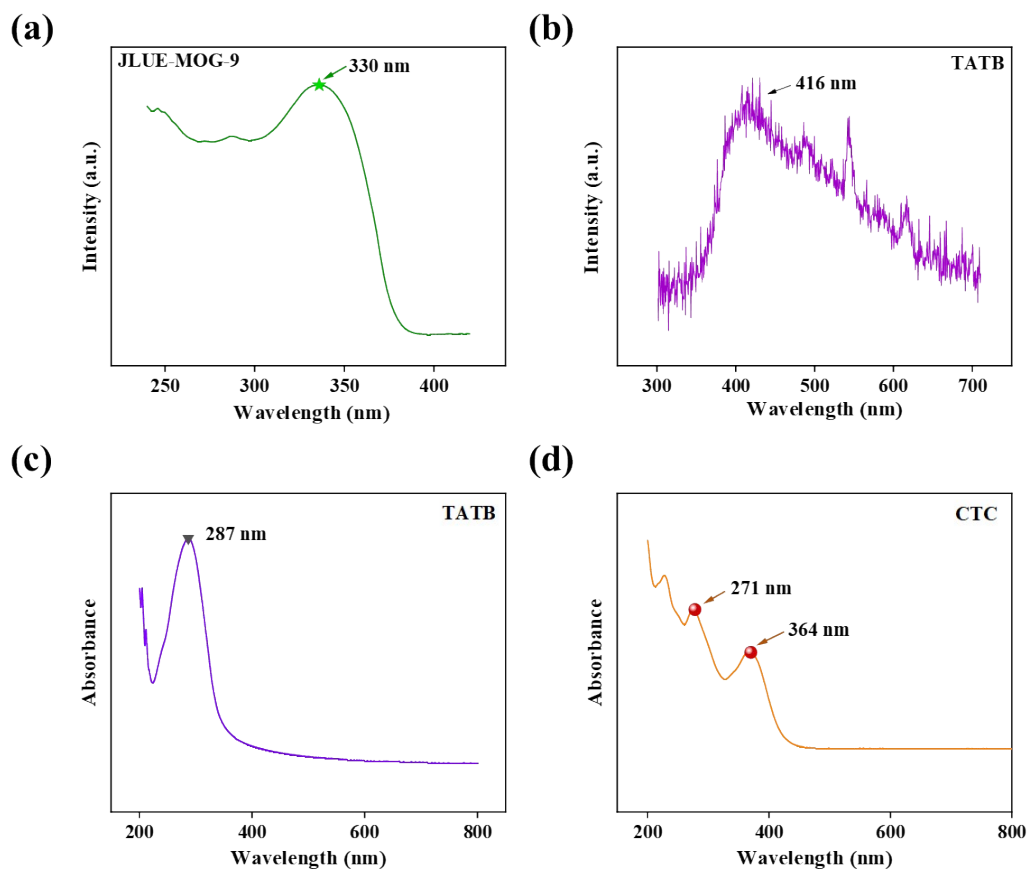 (a)
JLUE-MOG-9
330 nm
Intensity (a.u.)
250 300 350 400
Wavelength (nm)
(b)
TATB
416 nm
Intensity (a.u.)
300 400 500 600 700
Wavelength (nm)
(c)
TATB
287 nm
Absorbance
200 400 600 800
Wavelength (nm)
(d)
CTC
271 nm
364 nm
Absorbance
200 400 600 800
Wavelength (nm)